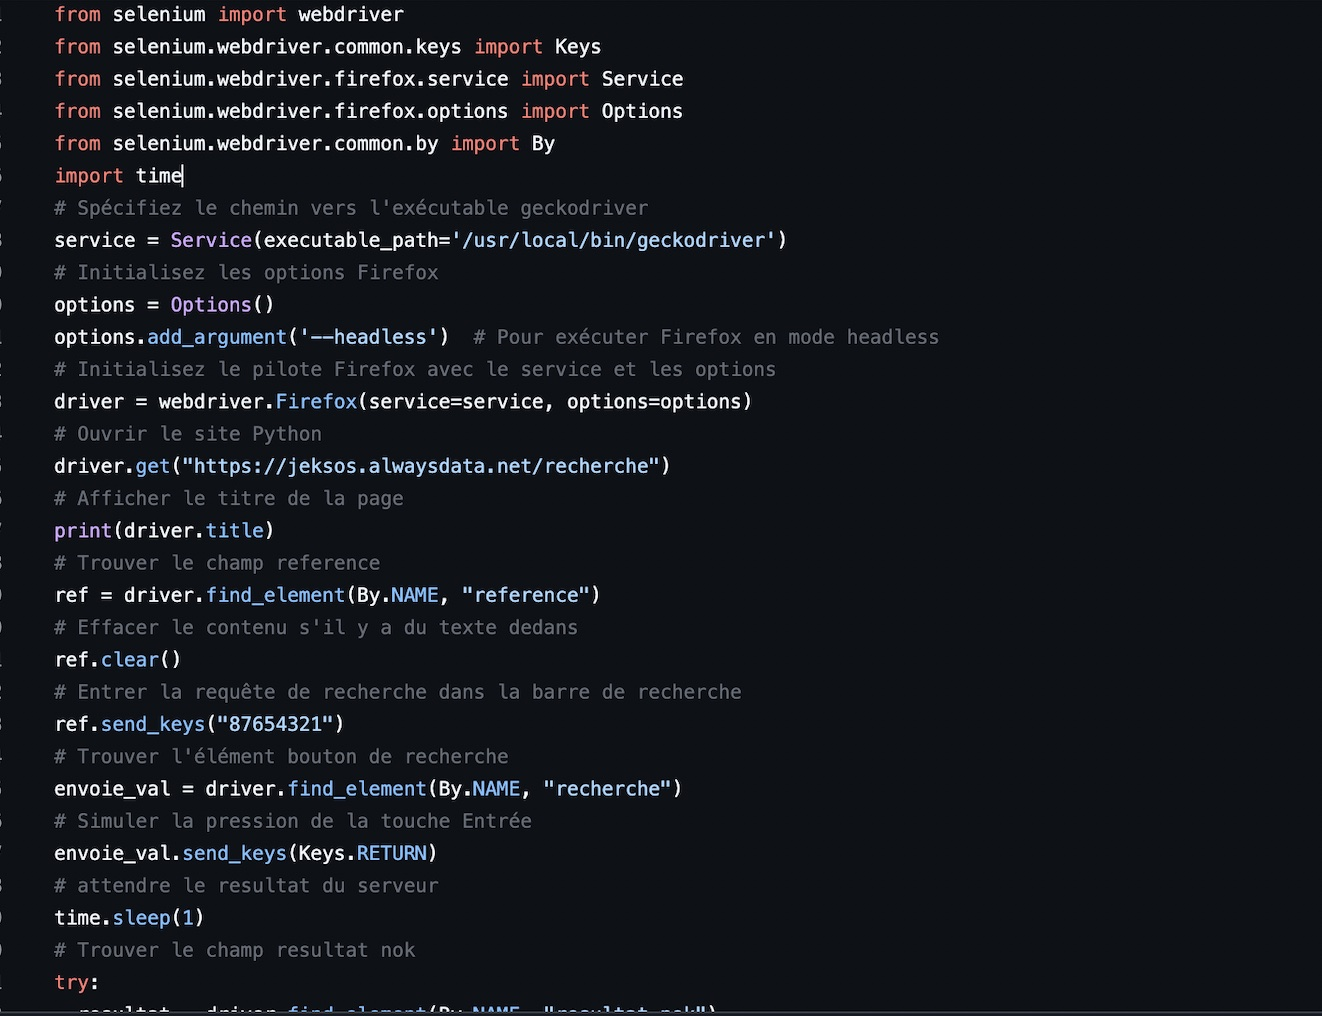 from selenium import webdriver
from selenium.webdriver.common.keys import Keys
from selenium.webdriver.firefox.service import Service
from selenium.webdriver.firefox.options import Options
from selenium.webdriver.common.by import By
import time
# Spécifiez le chemin vers l'exécutable geckodriver
service = Service(executable_path='/usr/local/bin/geckodriver')
# Initialisez les options Firefox
options = Options()
options.add_argument('--headless')  # Pour exécuter Firefox en mode headless
# Initialisez le pilote Firefox avec le service et les options
driver = webdriver.Firefox(service=service, options=options)
# Ouvrir le site Python
driver.get("https://jeksos.alwaysdata.net/recherche")
# Afficher le titre de la page
print(driver.title)
# Trouver le champ reference
ref = driver.find_element(By.NAME, "reference")
# Effacer le contenu s'il y a du texte dedans
ref.clear()
# Entrer la requête de recherche dans la barre de recherche
ref.send_keys("87654321")
# Trouver l'élément bouton de recherche
envoie_val = driver.find_element(By.NAME, "recherche")
# Simuler la pression de la touche Entrée
envoie_val.send_keys(Keys.RETURN)
# attendre le resultat du serveur
time.sleep(1)
# Trouver le champ resultat nok
try:
resultat = driver.find_element(By.NAME,